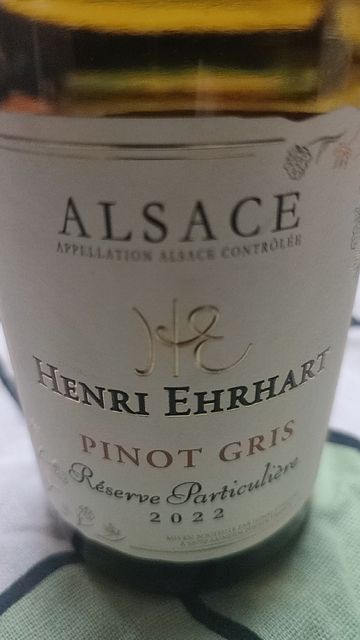 ALSACE
APPELLATION ALSACE CONTRÔLÉE
HE
HENRI EHRHART
PINOT GRIS
Réserve Particulière
2022